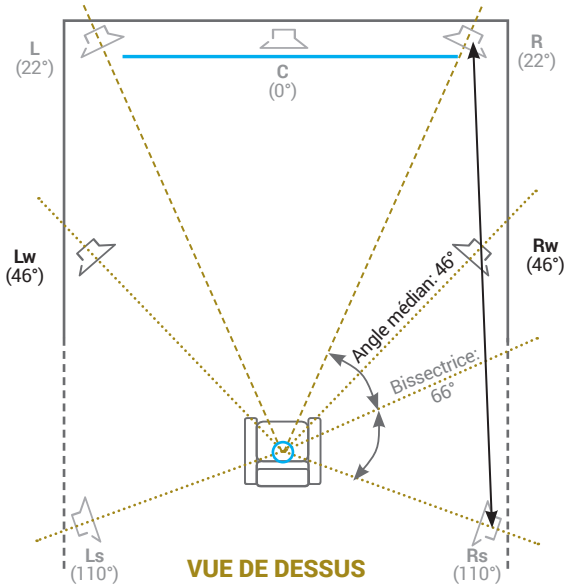 L
(22°)
C
(0°)
R
(22°)
Lw
(46°)
Rw
(46°)
Angle médian: 46°
Bissectrice:
66°
Ls
(110°)
Rs
(110°)
VUE DE DESSUS